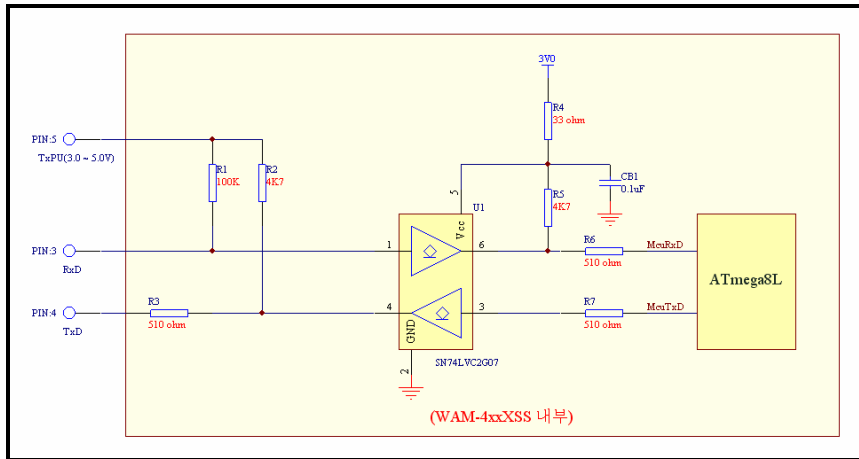 3V0
R4
33 ohm
PIN:5
TxPU(3.0 ~ 5.0V)
R1
100K
R2
4K7
5
Vcc
U1
R5
4K7
CB1
0.1uF
PIN:3
RxD
1
6
R6
510 ohm
McuRxD
ATmega8L
PIN:4
TxD
R3
510 ohm
4
3
R7
510 ohm
McuTxD
GND
2
SN74LVC2G07
(WAM-4xxXSS 내부)